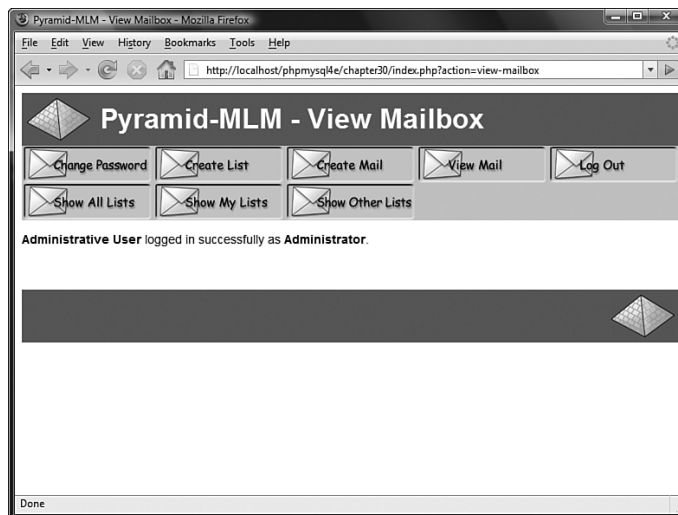 Pyramid-MLM - View Mailbox - Mozilla Firefox
File Edit View History Bookmarks Tools Help
http://localhost/phpmysql4e/chapter30/index.php?action=view-mailbox
Pyramid-MLM - View Mailbox
Change Password Create List Create Mail View Mail Log Out
Show All Lists Show My Lists Show Other Lists
Administrative User logged in successfully as Administrator.
Done